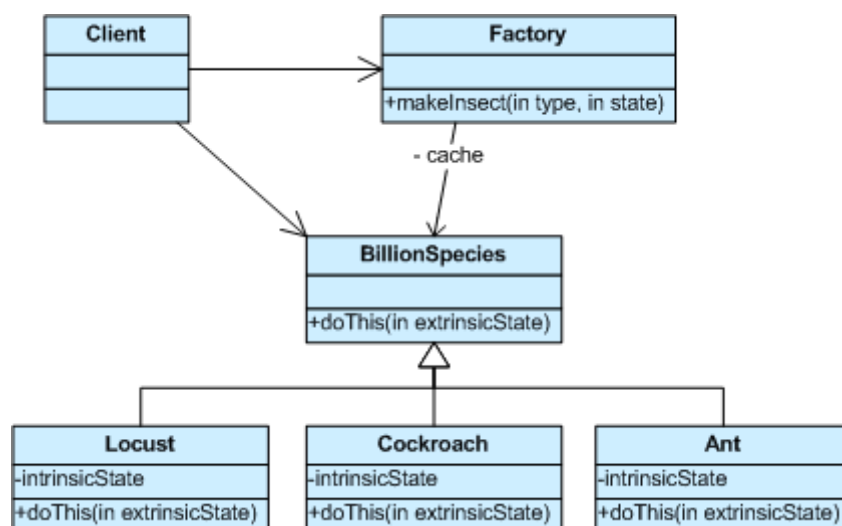 Client
Factory
+makeInsect(in type, in state)
- cache
BillionSpecies
+doThis(in extrinsicState)
Locust
-intrinsicState
+doThis(in extrinsicState)
Cockroach
-intrinsicState
+doThis(in extrinsicState)
Ant
-intrinsicState
+doThis(in extrinsicState)